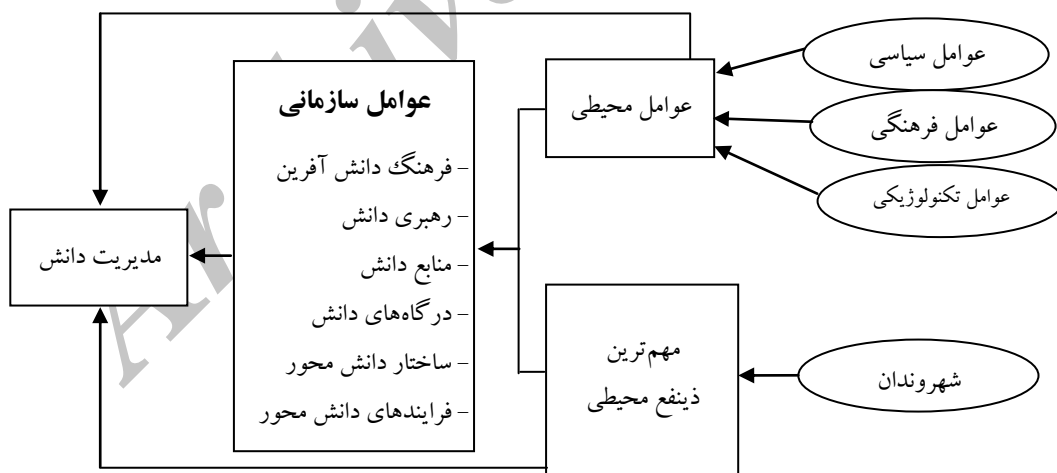 عوامل سیاسی
عوامل فرهنگی
عوامل تکنولوژیکی
شهروندان
عوامل محیطی
مهم‌ترین
ذینفع محیطی
عوامل سازمانی
- فرهنگ دانش آفرین
- رهبری دانش
- منابع دانش
- درگاه‌های دانش
- ساختار دانش محور
- فرایندهای دانش محور
مدیریت دانش